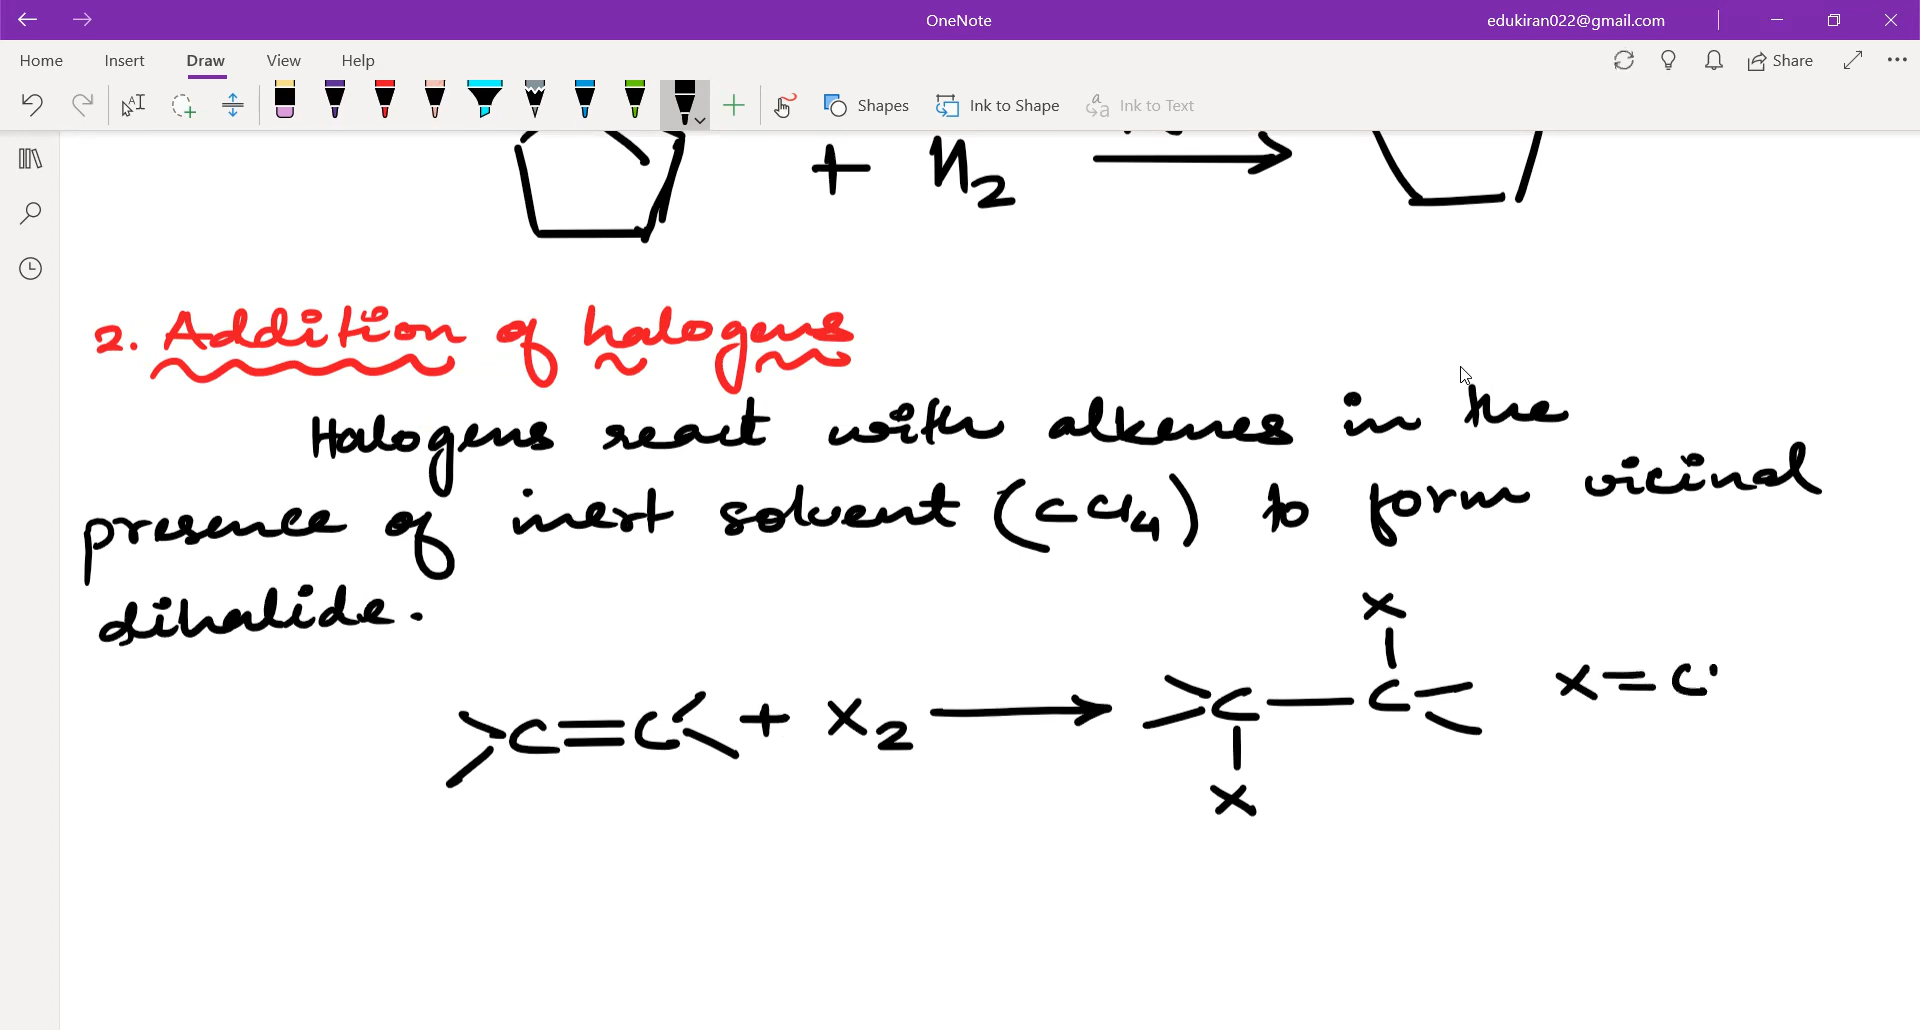 OneNote
edukiran022@gmail.com
Home Insert Draw View Help
Share
Shapes Ink to Shape Ink to Text
+ H2
2. Addition of halogens
Halogens react with alkenes in the
presence of inert solvent (CCl4) to form vicinal
dihalide.
X
>C=C< + X2 → >C—C< X=C
X